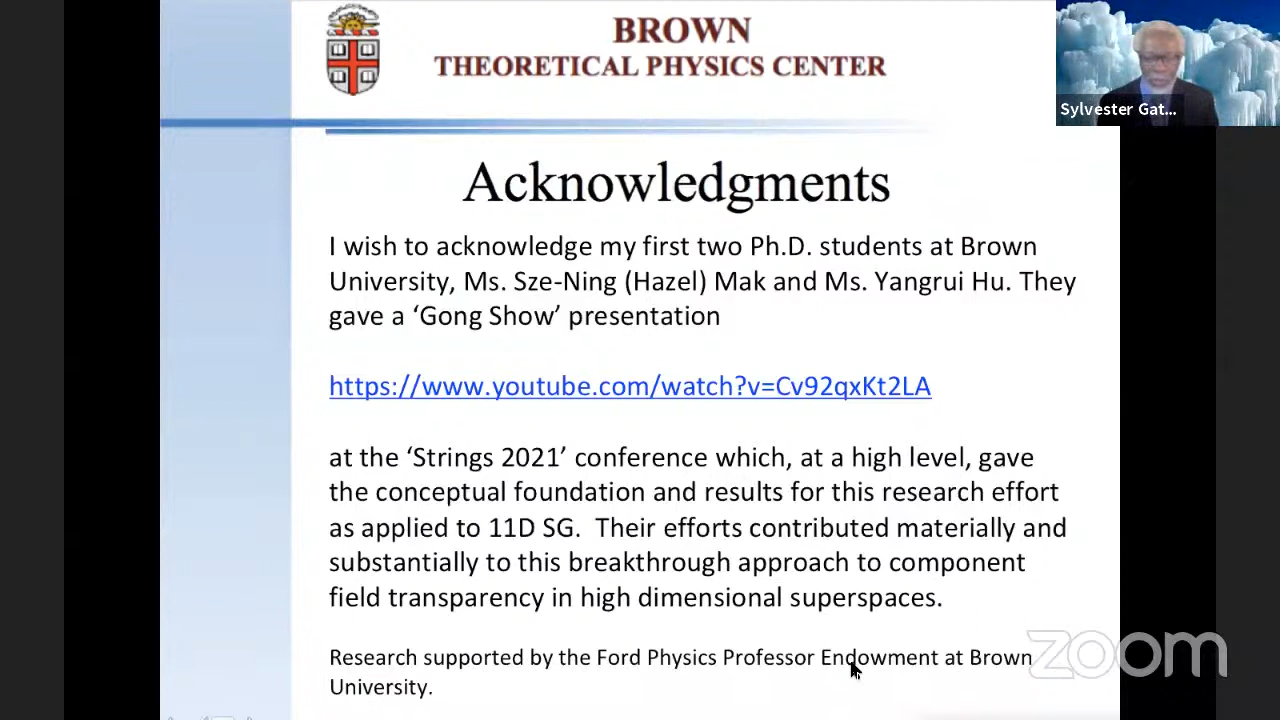 BROWN
THEORETICAL PHYSICS CENTER
Sylvester Gat...
Acknowledgments
I wish to acknowledge my first two Ph.D. students at Brown
University, Ms. Sze-Ning (Hazel) Mak and Ms. Yangrui Hu. They
gave a ‘Gong Show’ presentation
https://www.youtube.com/watch?v=Cv92qxKt2LA
at the ‘Strings 2021’ conference which, at a high level, gave
the conceptual foundation and results for this research effort
as applied to 11D SG.  Their efforts contributed materially and
substantially to this breakthrough approach to component
field transparency in high dimensional superspaces.
Research supported by the Ford Physics Professor Endowment at Brown
University.
zoom